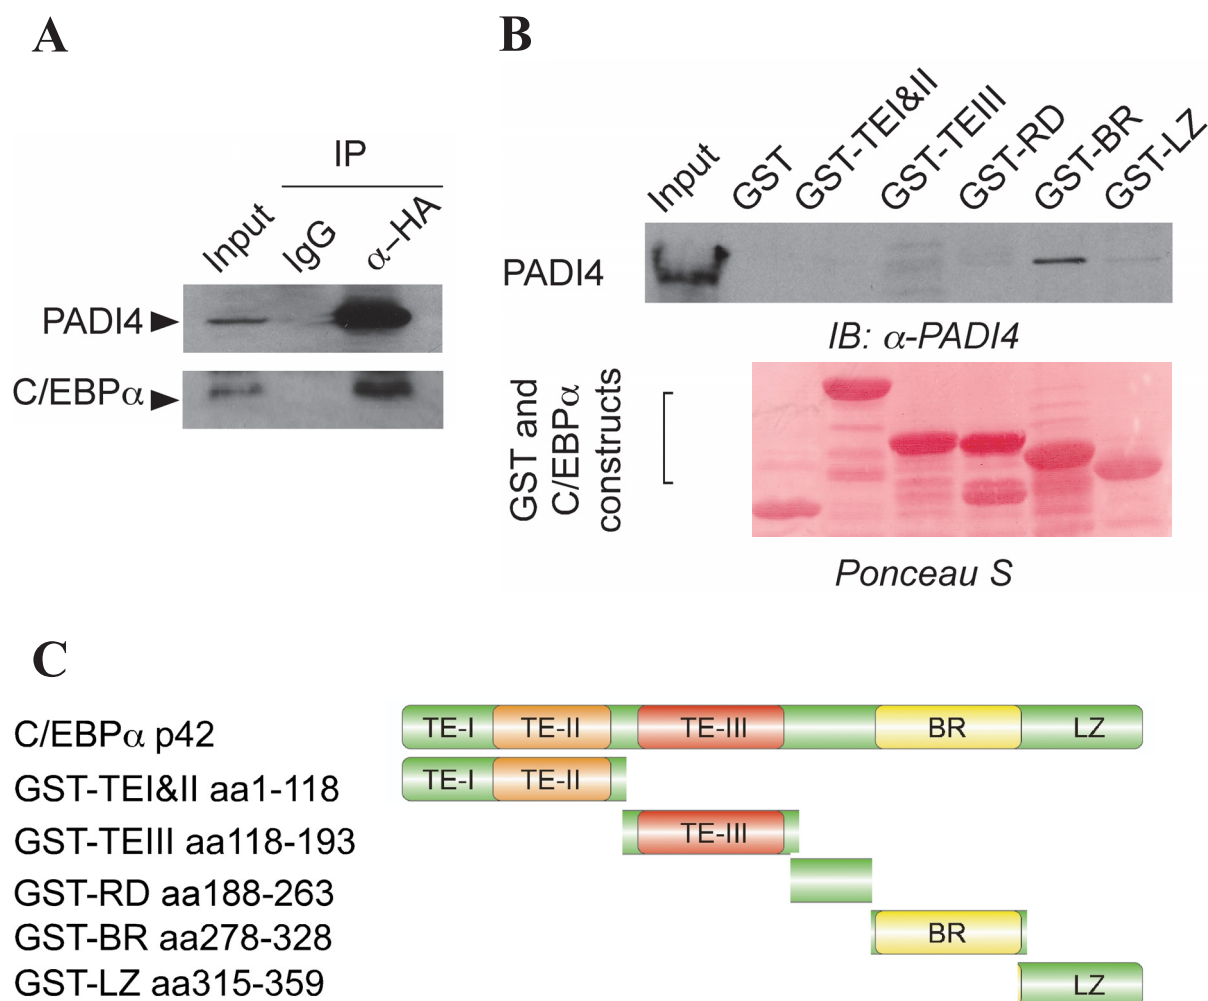 A
IP
Input
IgG
α–HA
PADI4
C/EBPα
B
Input
GST
GST-TEI&II
GST-TEIII
GST-RD
GST-BR
GST-LZ
PADI4
IB: α-PADI4
GST and
C/EBPα
constructs
Ponceau S
C
C/EBPα p42
TE-I TE-II TE-III BR LZ
GST-TEI&II aa1-118
TE-I TE-II
GST-TEIII aa118-193
TE-III
GST-RD aa188-263
GST-BR aa278-328
BR
GST-LZ aa315-359
LZ